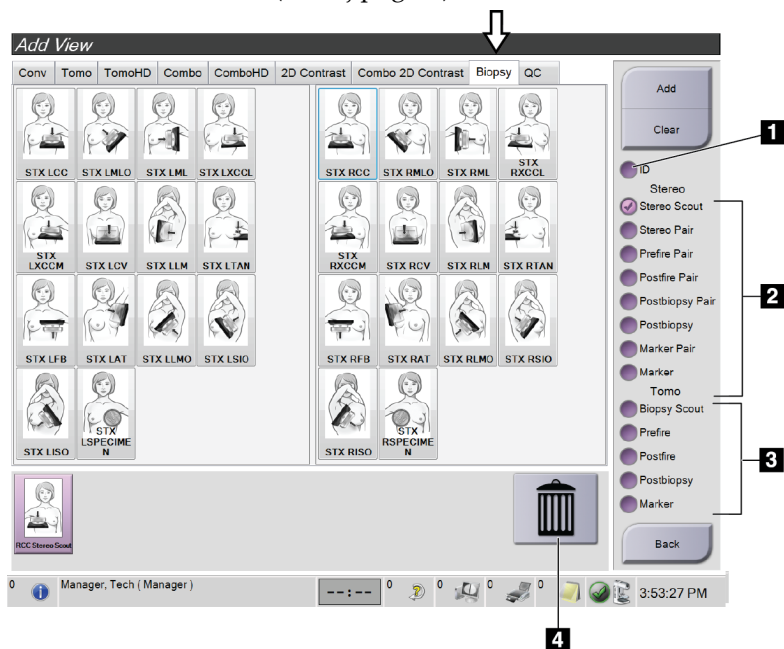 Add View
Conv Tomo TomoHD Combo ComboHD 2D Contrast Combo 2D Contrast Biopsy QC
STX LCC STX LMLO STX LML STX LXCCL
STX RCC STX RMLO STX RML STX
RXCCL
STX
LXCCM STX LCV STX LLM STX LTAN
STX
RXCCM STX RCV STX RLM STX RTAN
STX LFB STX LAT STX LLMO STX LSIO
STX RFB STX RAT STX RLMO STX RSIO
STX LISO STX
LSPECIME
N
STX RISO STX
RSPECIME
N
Add
Clear
ID
Stereo
Stereo Scout
Stereo Pair
Prefire Pair
Postfire Pair
Postbiopsy Pair
Postbiopsy
Marker Pair
Marker
Tomo
Biopsy Scout
Prefire
Postfire
Postbiopsy
Marker
Back
1
2
3
RCC Stereo Scout
0 Manager, Tech ( Manager ) --:-- 0 0 0 0 3:53:27 PM
4